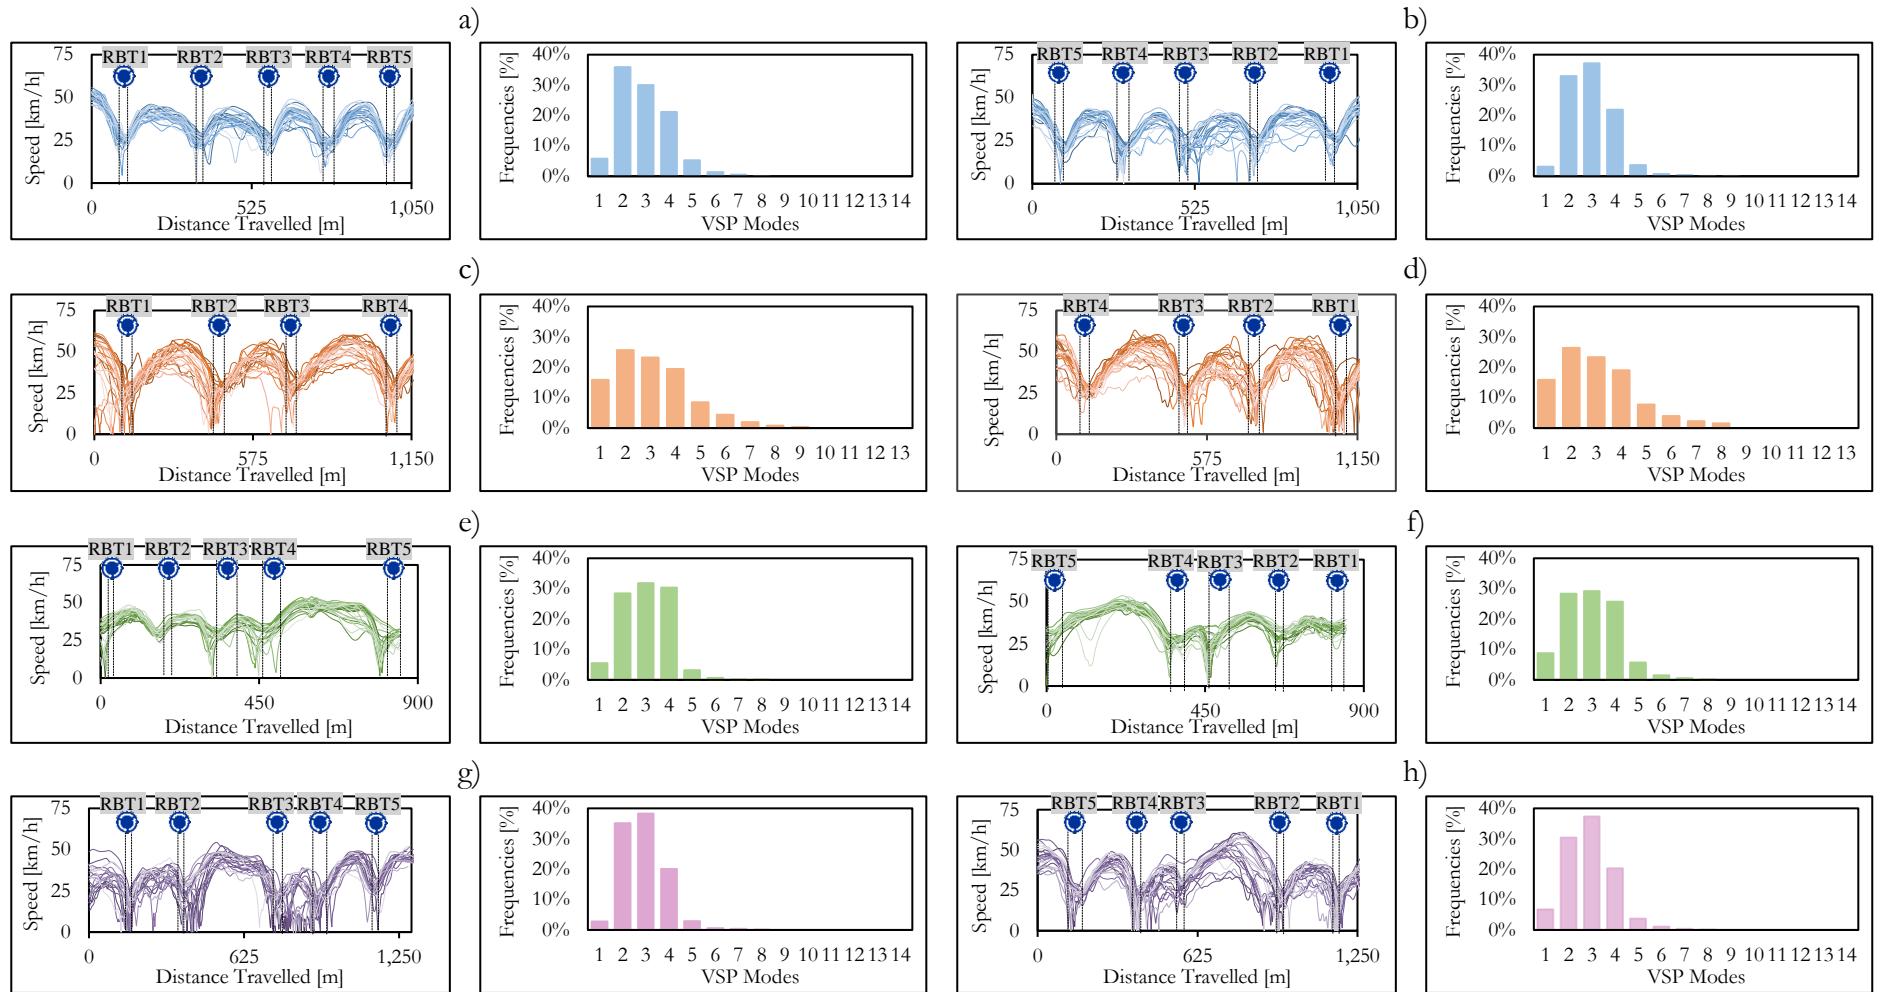 a)
RBT1 RBT2 RBT3 RBT4 RBT5
75
50
25
0
Speed [km/h]
0 525 1,050
Distance Travelled [m]
40%
30%
20%
10%
0%
Frequencies [%]
1 2 3 4 5 6 7 8 9 10 11 12 13 14
VSP Modes
b)
RBT5 RBT4 RBT3 RBT2 RBT1
75
50
25
0
Speed [km/h]
0 525 1,050
Distance Travelled [m]
40%
30%
20%
10%
0%
Frequencies [%]
1 2 3 4 5 6 7 8 9 10 11 12 13 14
VSP Modes
c)
RBT1 RBT2 RBT3 RBT4
75
50
25
0
Speed [km/h]
0 575 1,150
Distance Travelled [m]
40%
30%
20%
10%
0%
Frequencies [%]
1 2 3 4 5 6 7 8 9 10 11 12 13
VSP Modes
d)
RBT4 RBT3 RBT2 RBT1
75
50
25
0
Speed [km/h]
0 575 1,150
Distance Travelled [m]
40%
30%
20%
10%
0%
Frequencies [%]
1 2 3 4 5 6 7 8 9 10 11 12 13
VSP Modes
e)
RBT1 RBT2 RBT3 RBT4 RBT5
75
50
25
0
Speed [km/h]
0 450 900
Distance Travelled [m]
40%
30%
20%
10%
0%
Frequencies [%]
1 2 3 4 5 6 7 8 9 10 11 12 13 14
VSP Modes
f)
RBT5 RBT4 RBT3 RBT2 RBT1
75
50
25
0
Speed [km/h]
0 450 900
Distance Travelled [m]
40%
30%
20%
10%
0%
Frequencies [%]
1 2 3 4 5 6 7 8 9 10 11 12 13 14
VSP Modes
g)
RBT1 RBT2 RBT3 RBT4 RBT5
75
50
25
0
Speed [km/h]
0 625 1,250
Distance Travelled [m]
40%
30%
20%
10%
0%
Frequencies [%]
1 2 3 4 5 6 7 8 9 10 11 12 13 14
VSP Modes
h)
RBT5 RBT4 RBT3 RBT2 RBT1
75
50
25
0
Speed [km/h]
0 625 1,250
Distance Travelled [m]
40%
30%
20%
10%
0%
Frequencies [%]
1 2 3 4 5 6 7 8 9 10 11 12 13 14
VSP Modes